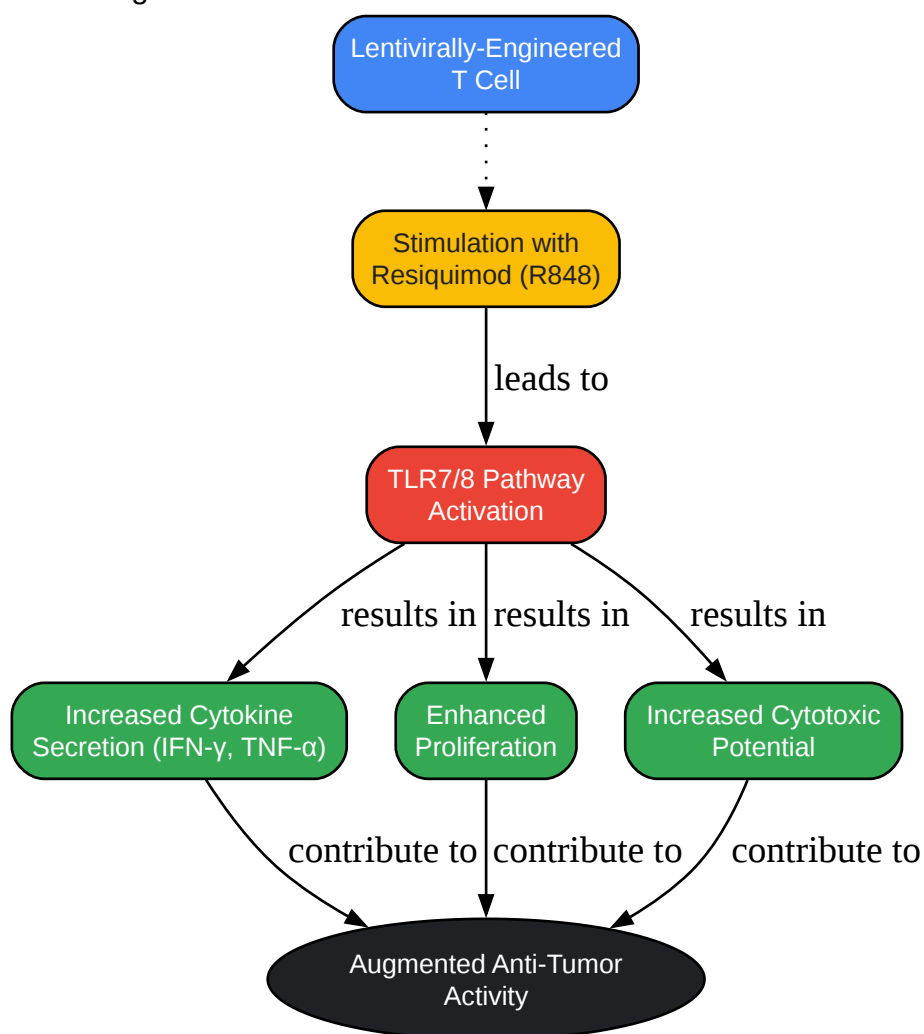 Lentivirally-Engineered
T Cell
Stimulation with
Resiquimod (R848)
leads to
TLR7/8 Pathway
Activation
results in
results in
results in
Increased Cytokine
Secretion (IFN-γ, TNF-α)
Enhanced
Proliferation
Increased Cytotoxic
Potential
contribute to
contribute to
contribute to
Augmented Anti-Tumor
Activity